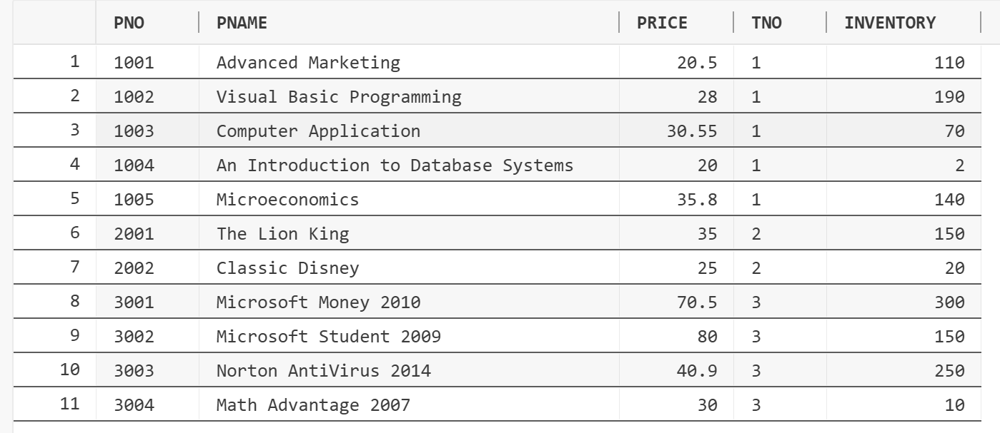 PNO PNAME PRICE TNO INVENTORY
1 1001 Advanced Marketing 20.5 1 110
2 1002 Visual Basic Programming 28 1 190
3 1003 Computer Application 30.55 1 70
4 1004 An Introduction to Database Systems 20 1 2
5 1005 Microeconomics 35.8 1 140
6 2001 The Lion King 35 2 150
7 2002 Classic Disney 25 2 20
8 3001 Microsoft Money 2010 70.5 3 300
9 3002 Microsoft Student 2009 80 3 150
10 3003 Norton AntiVirus 2014 40.9 3 250
11 3004 Math Advantage 2007 30 3 10